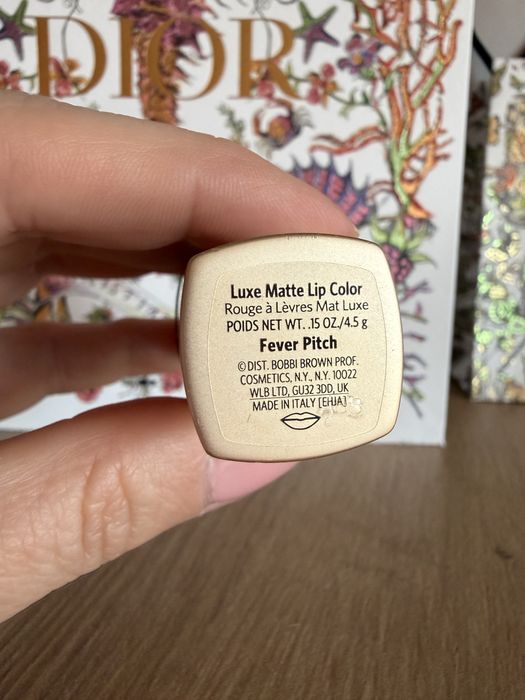 DIOR
Luxe Matte Lip Color
Rouge à Lèvres Mat Luxe
POIDS NET WT. .15 OZ./4.5 g
Fever Pitch
© DIST. BOBBI BROWN PROF.
COSMETICS, N.Y., N.Y. 10022
WLB LTD, GU32 3DD, UK
MADE IN ITALY [EHJA]